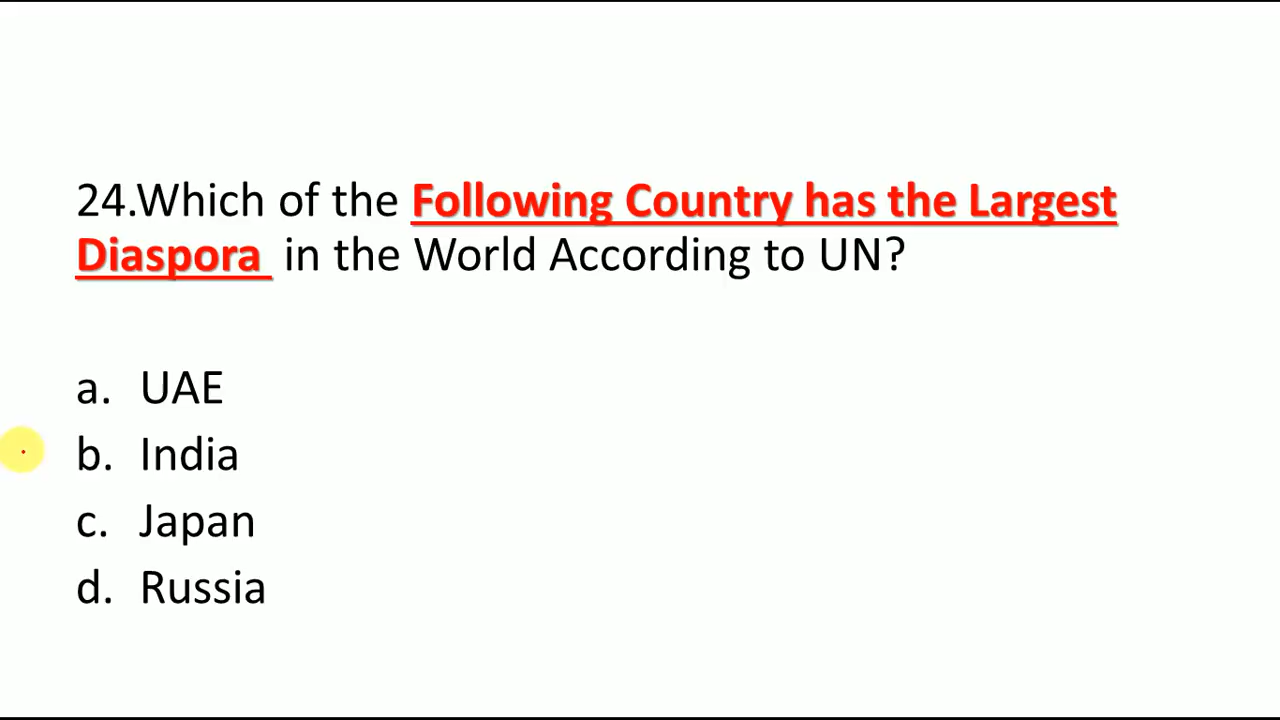 24.Which of the Following Country has the Largest
Diaspora in the World According to UN?
a. UAE
b. India
c. Japan
d. Russia